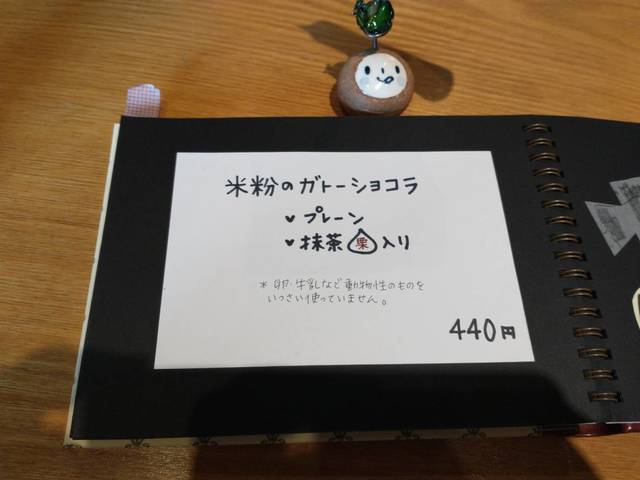 米粉のガトーショコラ
♥プレーン
♥抹茶栗入り
*卵・牛乳など動物性のものを
いっさい使っていません。
440円